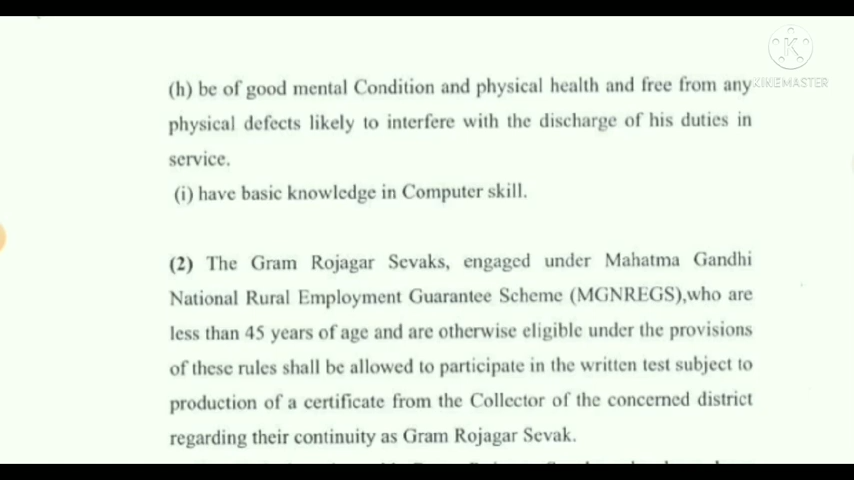 KINEMASTER
(h) be of good mental Condition and physical health and free from any
physical defects likely to interfere with the discharge of his duties in
service.
(i) have basic knowledge in Computer skill.
(2) The Gram Rojagar Sevaks, engaged under Mahatma Gandhi
National Rural Employment Guarantee Scheme (MGNREGS),who are
less than 45 years of age and are otherwise eligible under the provisions
of these rules shall be allowed to participate in the written test subject to
production of a certificate from the Collector of the concerned district
regarding their continuity as Gram Rojagar Sevak.